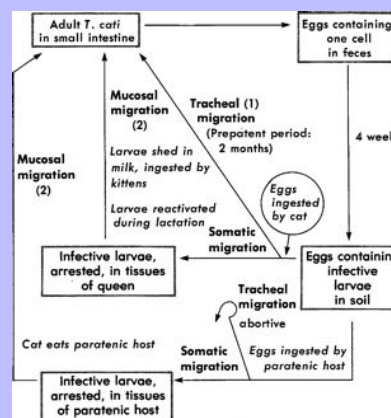 Adult T. cati
in small intestine
Eggs containing
one cell
in feces
Mucosal
migration
(2)
Tracheal (1)
migration
(Prepatent period:
2 months)
4 week
Mucosal
migration
(2)
Larvae shed in
milk, ingested by
kittens
Larvae reactivated
during lactation
Eggs
ingested
by cat
Somatic
migration
Infective larvae,
arrested, in tissues
of queen
Eggs containing
infective
larvae
in soil
Tracheal
migration
abortive
Cat eats paratenic host
Somatic
migration
Eggs ingested by
paratenic host
Infective larvae,
arrested, in tissues
of paratenic host